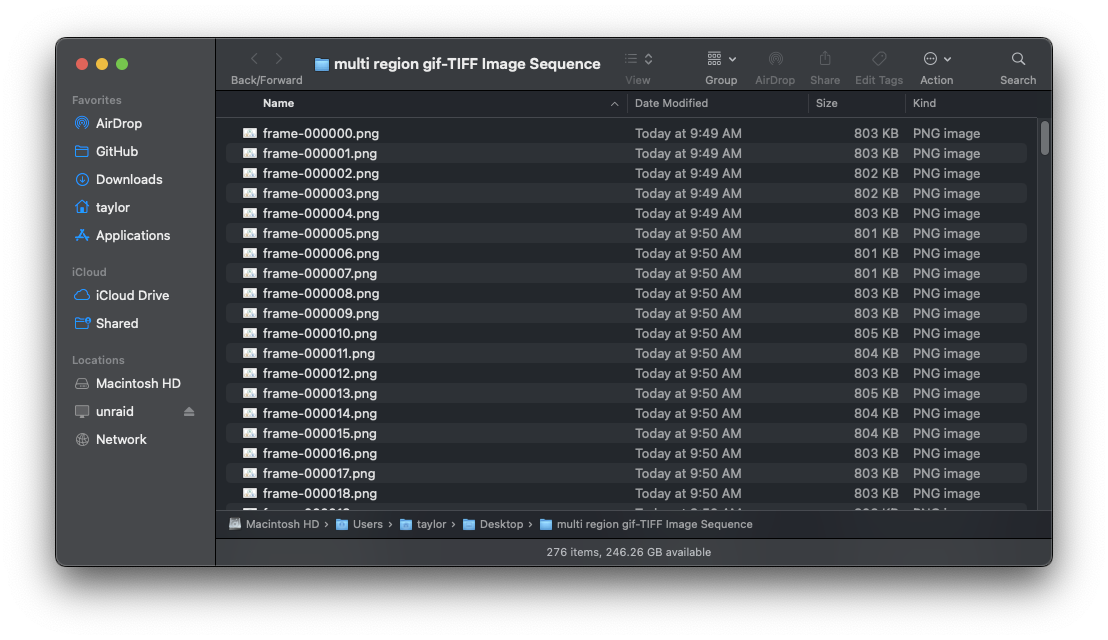 multi region gif-TIFF Image Sequence
Back/Forward View Group AirDrop Share Edit Tags Action Search
Favorites
AirDrop
GitHub
Downloads
taylor
Applications
iCloud
iCloud Drive
Shared
Locations
Macintosh HD
unraid
Network
Name Date Modified Size Kind
frame-000000.png Today at 9:49 AM 803 KB PNG image
frame-000001.png Today at 9:49 AM 803 KB PNG image
frame-000002.png Today at 9:49 AM 802 KB PNG image
frame-000003.png Today at 9:49 AM 802 KB PNG image
frame-000004.png Today at 9:49 AM 803 KB PNG image
frame-000005.png Today at 9:50 AM 801 KB PNG image
frame-000006.png Today at 9:50 AM 801 KB PNG image
frame-000007.png Today at 9:50 AM 801 KB PNG image
frame-000008.png Today at 9:50 AM 803 KB PNG image
frame-000009.png Today at 9:50 AM 803 KB PNG image
frame-000010.png Today at 9:50 AM 805 KB PNG image
frame-000011.png Today at 9:50 AM 804 KB PNG image
frame-000012.png Today at 9:50 AM 803 KB PNG image
frame-000013.png Today at 9:50 AM 805 KB PNG image
frame-000014.png Today at 9:50 AM 804 KB PNG image
frame-000015.png Today at 9:50 AM 804 KB PNG image
frame-000016.png Today at 9:50 AM 803 KB PNG image
frame-000017.png Today at 9:50 AM 803 KB PNG image
frame-000018.png Today at 9:50 AM 803 KB PNG image
Macintosh HD › Users › taylor › Desktop › multi region gif-TIFF Image Sequence
276 items, 246.26 GB available